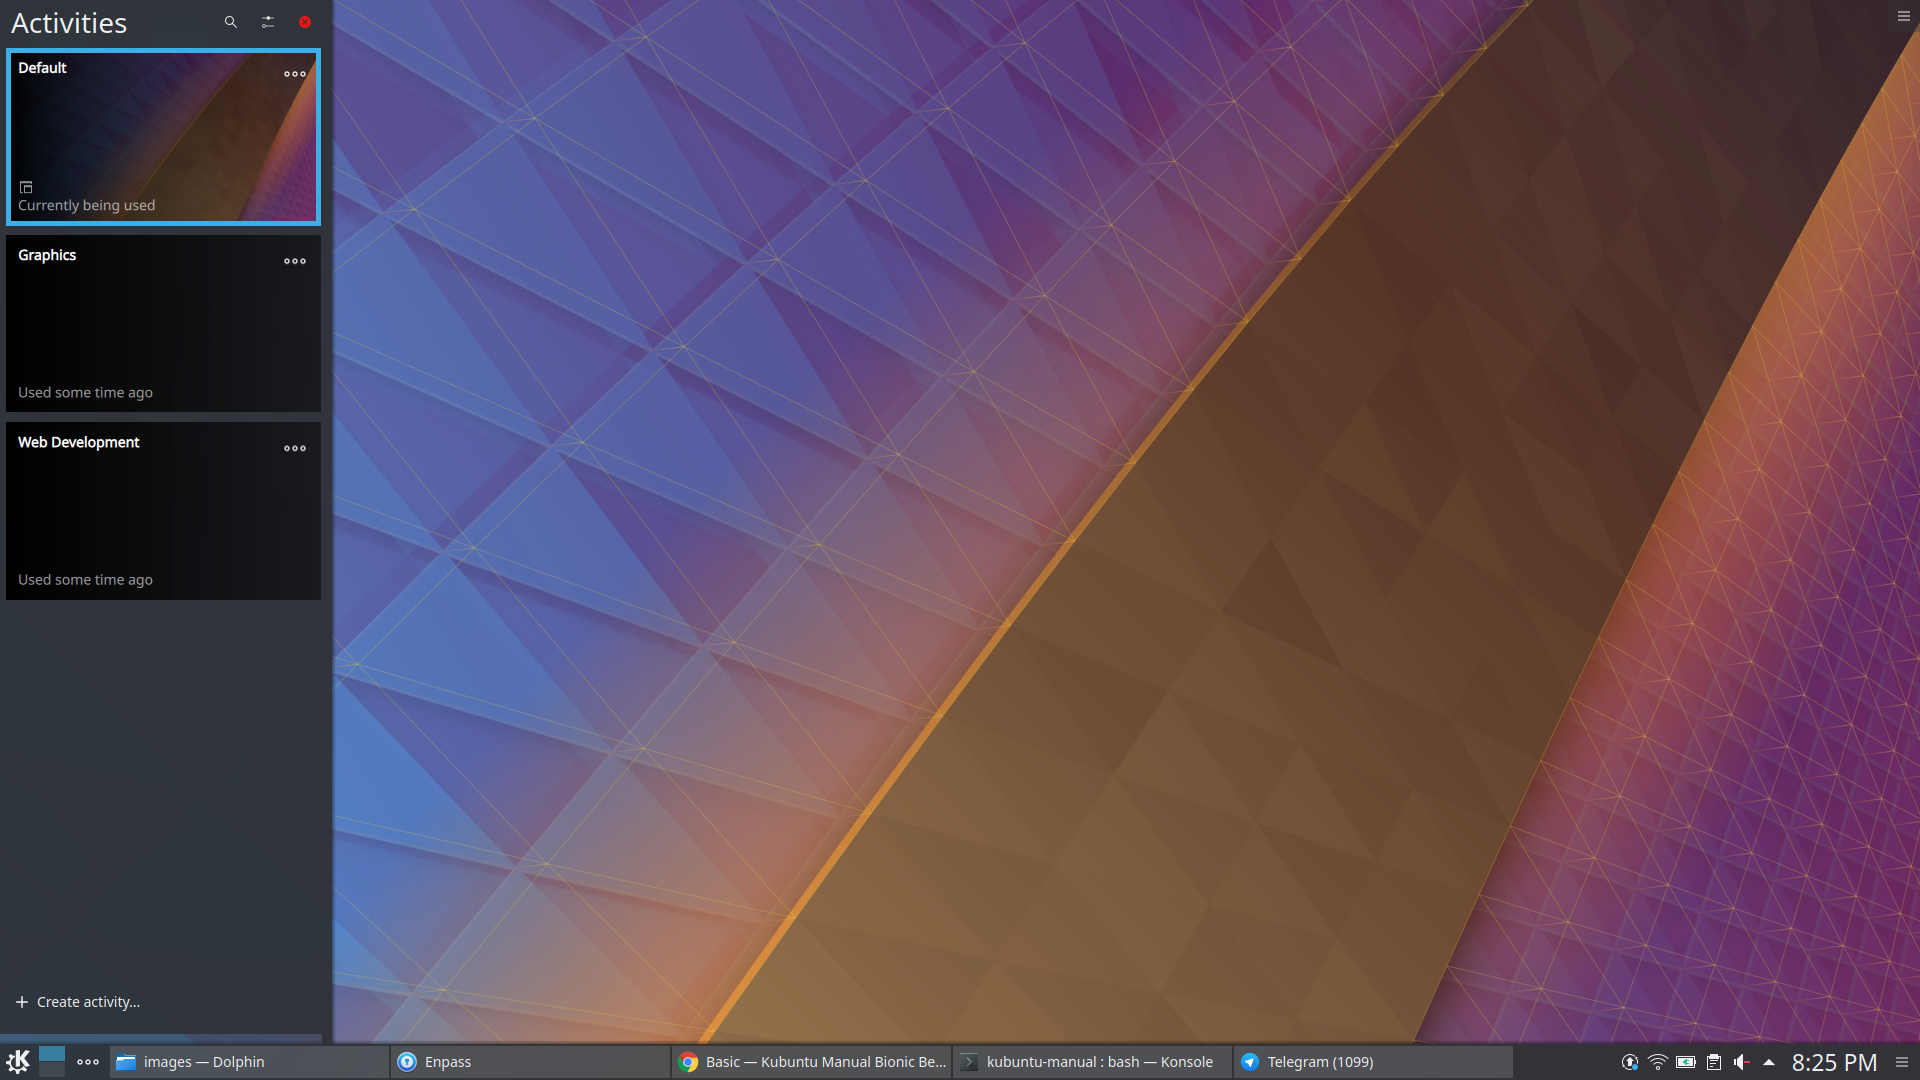 Activities
Default
Currently being used
Graphics
Used some time ago
Web Development
Used some time ago
Create activity...
images — Dolphin
Enpass
Basic — Kubuntu Manual Bionic Be...
kubuntu-manual : bash — Konsole
Telegram (1099)
8:25 PM